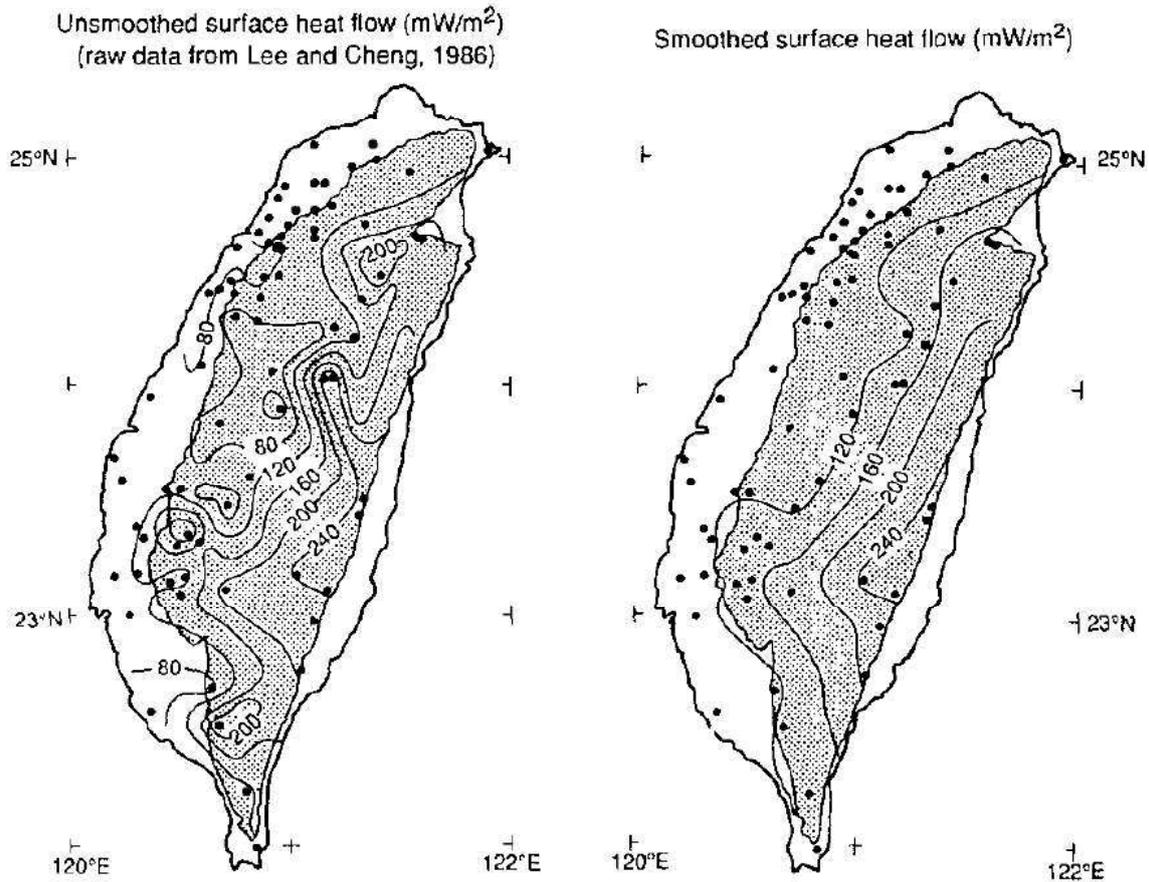 Unsmoothed surface heat flow (mW/m²)
(raw data from Lee and Cheng, 1986)
Smoothed surface heat flow (mW/m²)
25°N
25°N
200
80
80
120
120
160
160
200
200
240
240
23°N
23°N
80
200
120°E
122°E
120°E
122°E